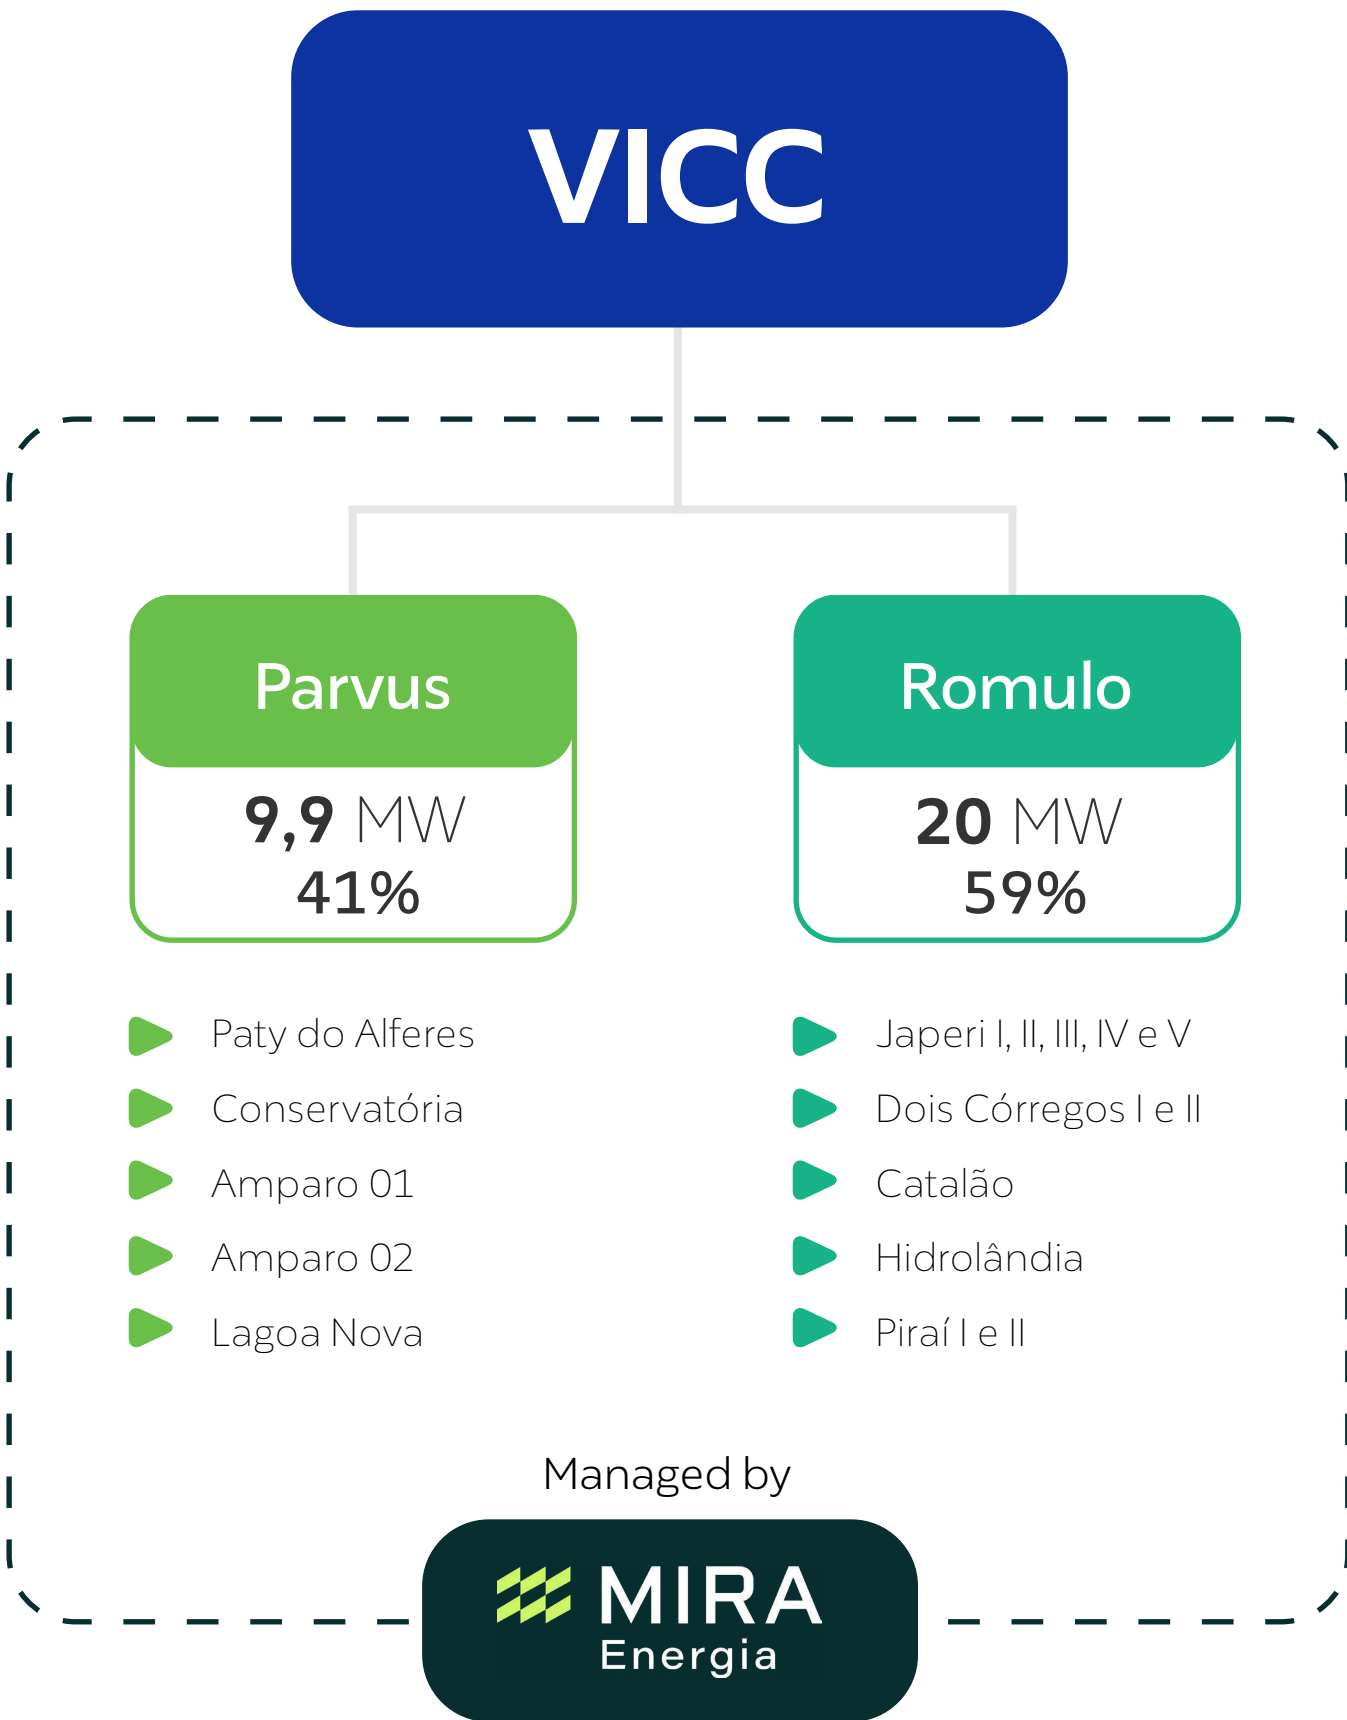 VICC
Parvus
9,9 MW
41%
Paty do Alferes
Conservatória
Amparo 01
Amparo 02
Lagoa Nova
Romulo
20 MW
59%
Japeri I, II, III, IV e V
Dois Córregos I e II
Catalão
Hidrolândia
Piraí I e II
Managed by
MIRA
Energia